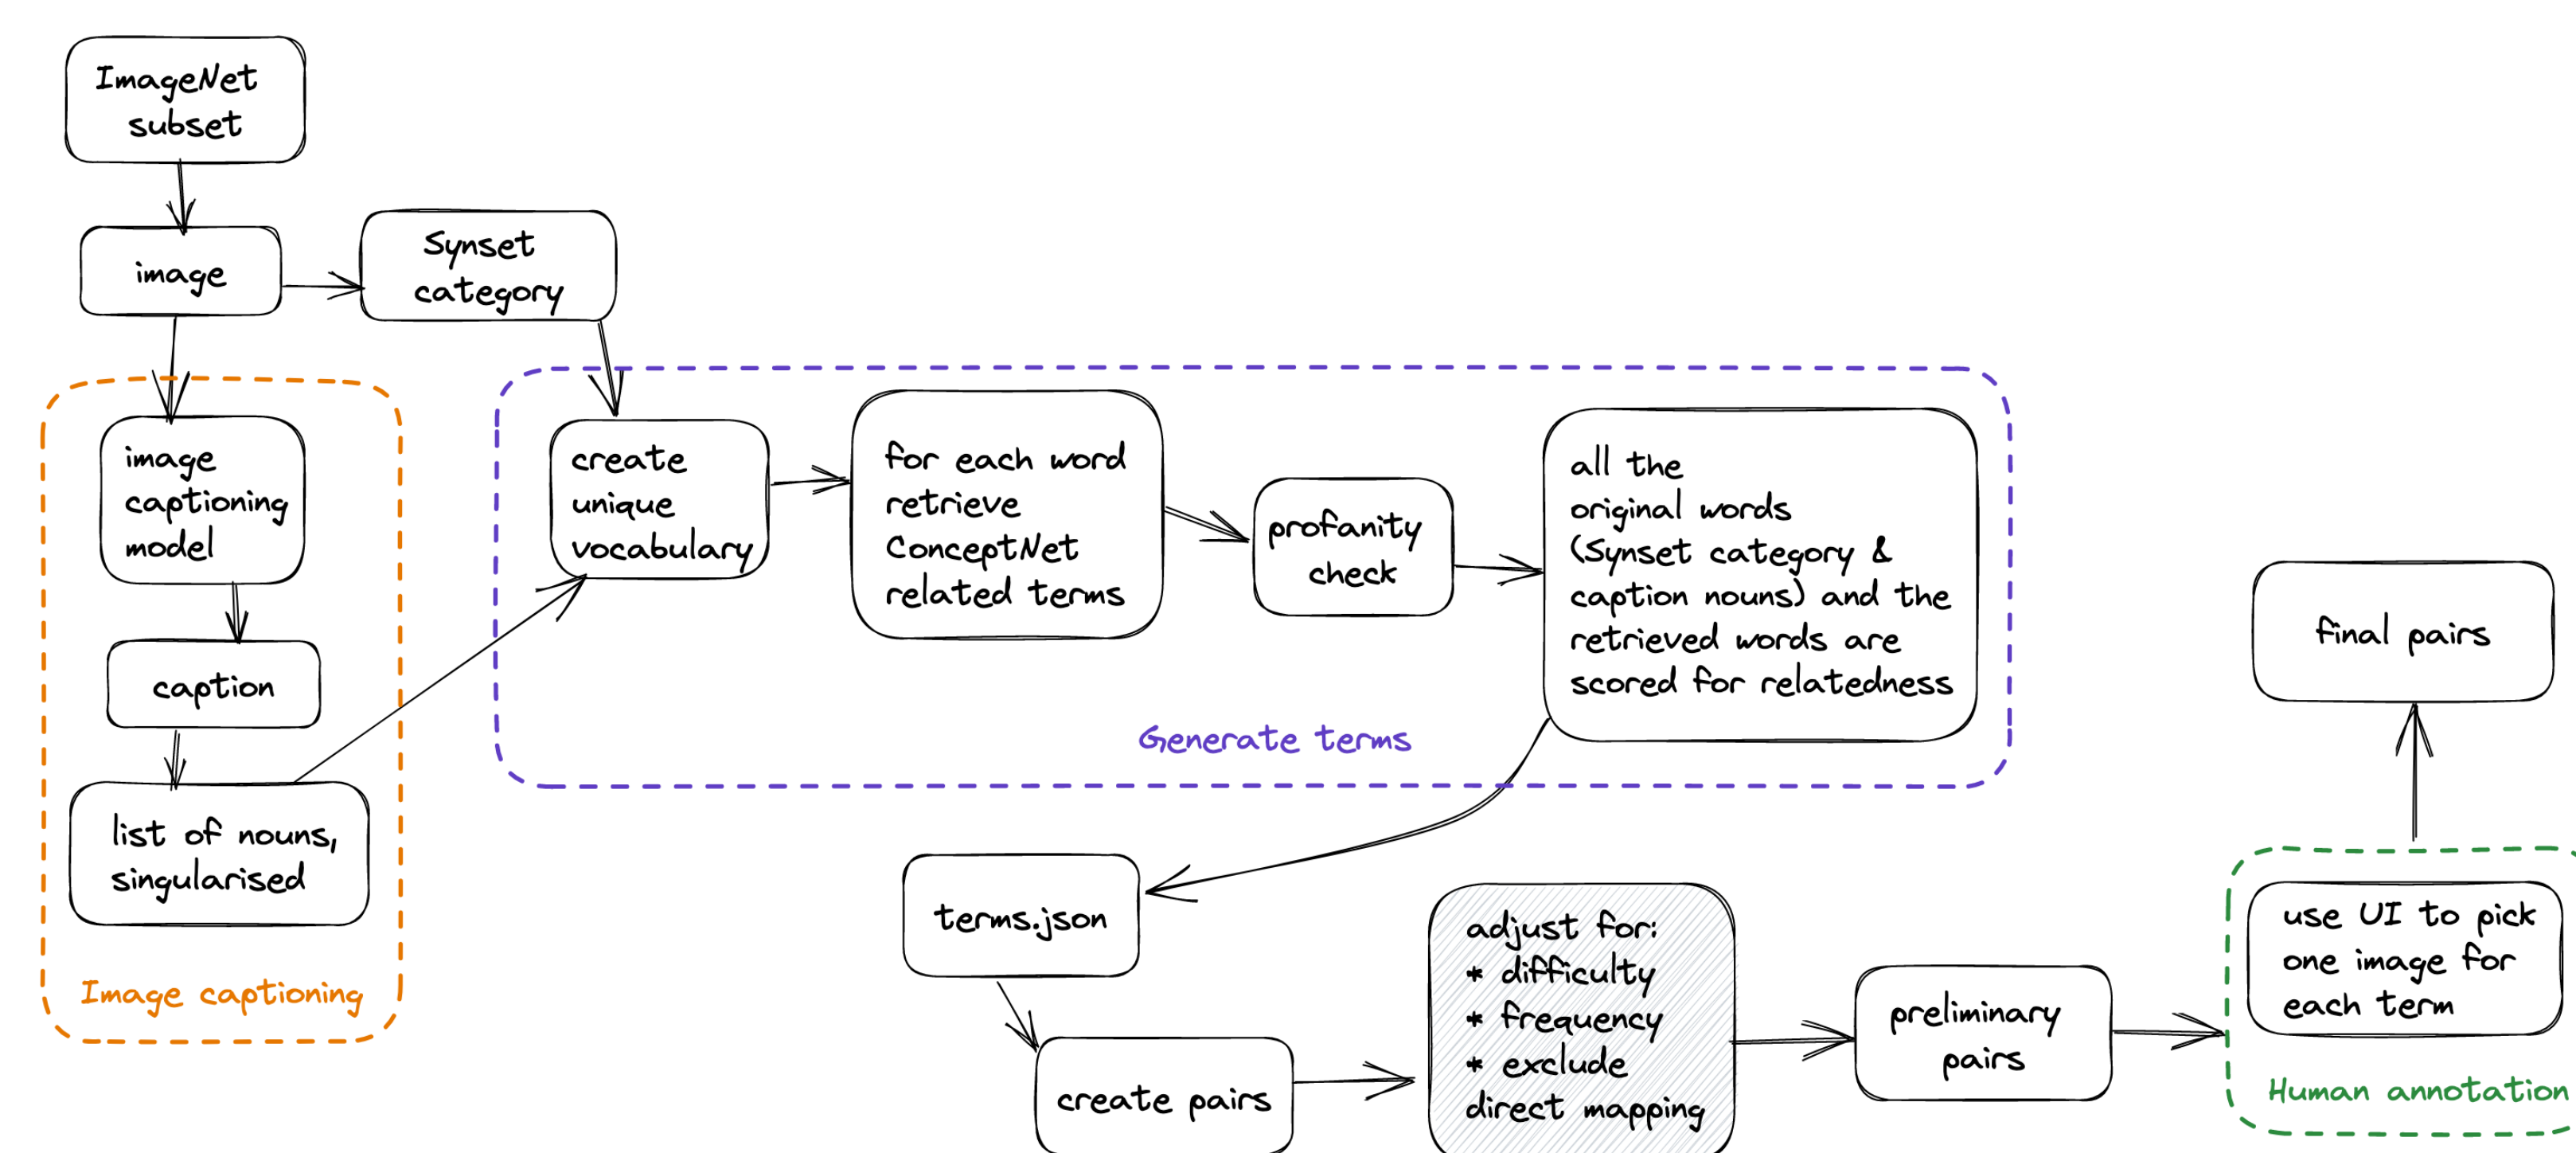 ImageNet
subset
image
Synset
category
image
captioning
model
caption
list of nouns,
singularised
Image captioning
create
unique
vocabulary
for each word
retrieve
ConceptNet
related terms
profanity
check
all the
original words
(Synset category &
caption nouns) and the
retrieved words are
scored for relatedness
Generate terms
terms.json
create pairs
adjust for:
* difficulty
* frequency
* exclude
direct mapping
preliminary
pairs
use UI to pick
one image for
each term
Human annotation
final pairs